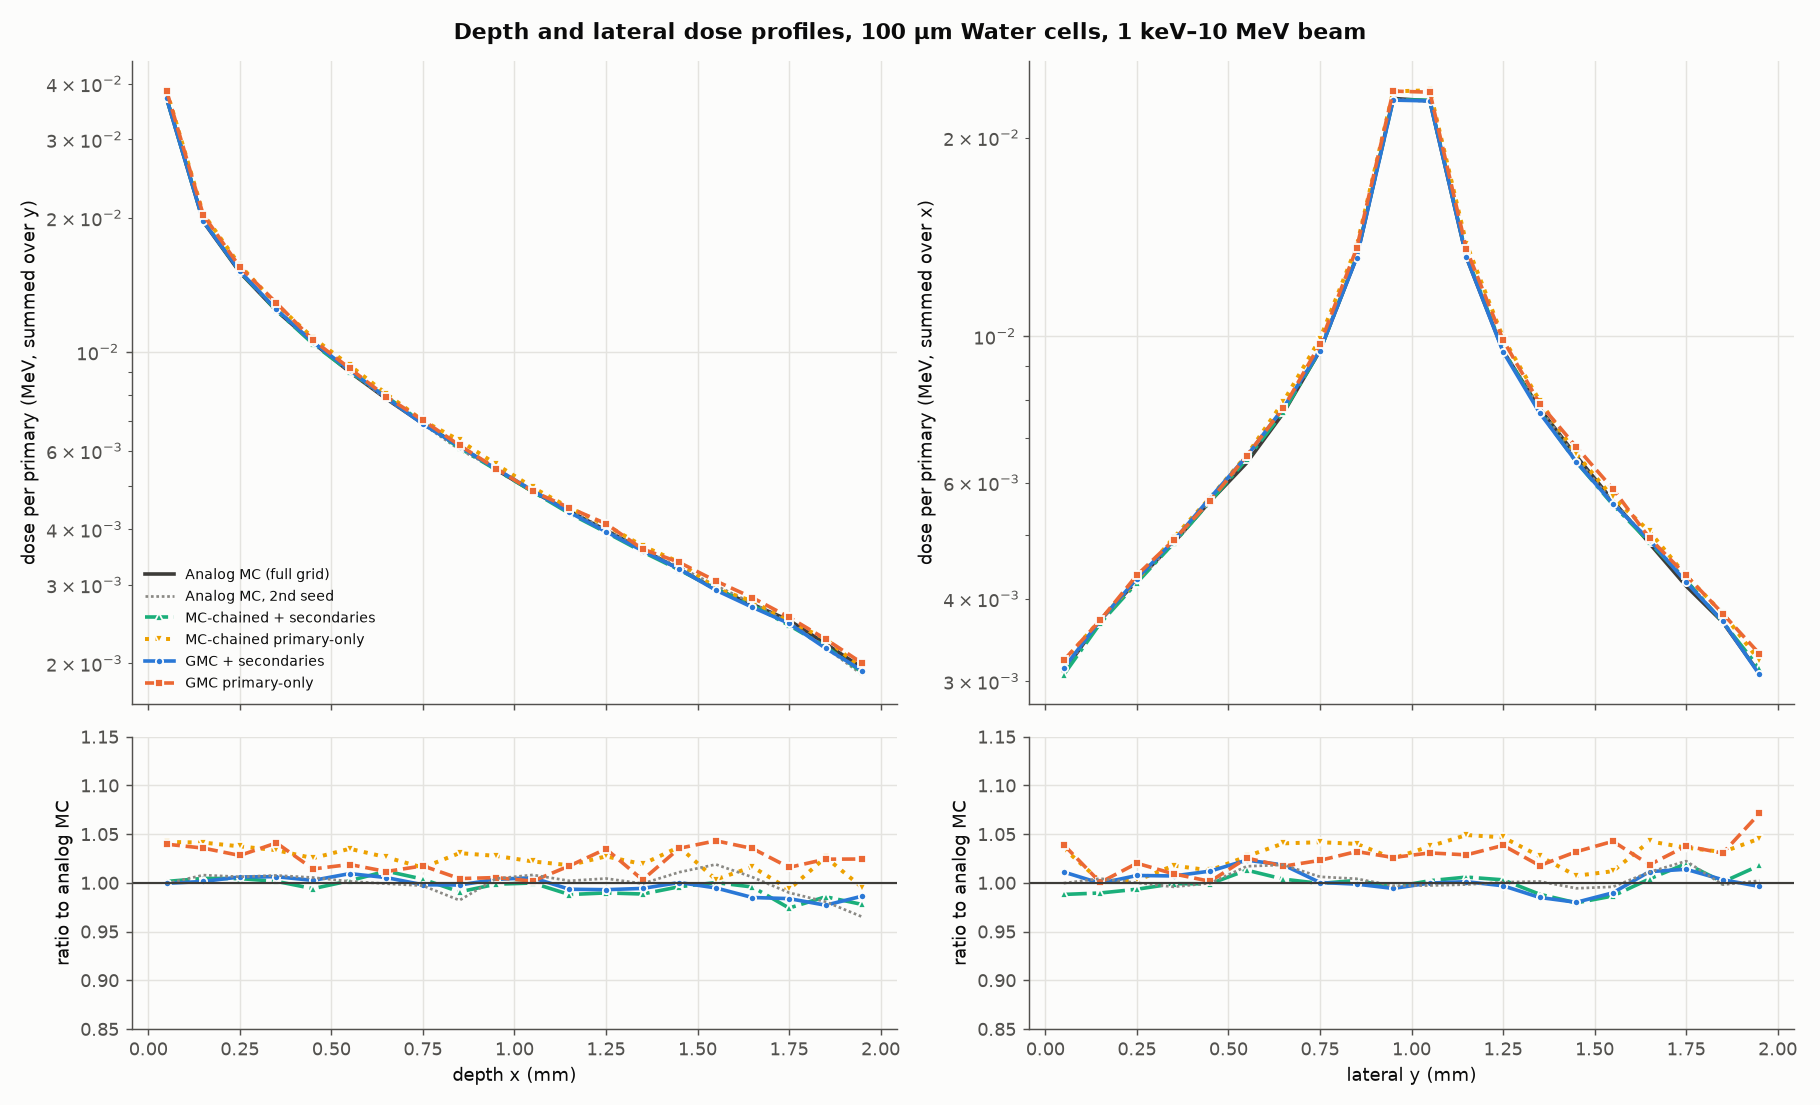 Depth and lateral dose profiles, 100 µm Water cells, 1 keV–10 MeV beam
dose per primary (MeV, summed over y)
4 × 10⁻²
3 × 10⁻²
2 × 10⁻²
10⁻²
6 × 10⁻³
4 × 10⁻³
3 × 10⁻³
2 × 10⁻³
Analog MC (full grid)
Analog MC, 2nd seed
MC-chained + secondaries
MC-chained primary-only
GMC + secondaries
GMC primary-only
dose per primary (MeV, summed over x)
2 × 10⁻²
10⁻²
6 × 10⁻³
4 × 10⁻³
3 × 10⁻³
ratio to analog MC
1.15
1.10
1.05
1.00
0.95
0.90
0.85
0.00 0.25 0.50 0.75 1.00 1.25 1.50 1.75 2.00
depth x (mm)
ratio to analog MC
1.15
1.10
1.05
1.00
0.95
0.90
0.85
0.00 0.25 0.50 0.75 1.00 1.25 1.50 1.75 2.00
lateral y (mm)